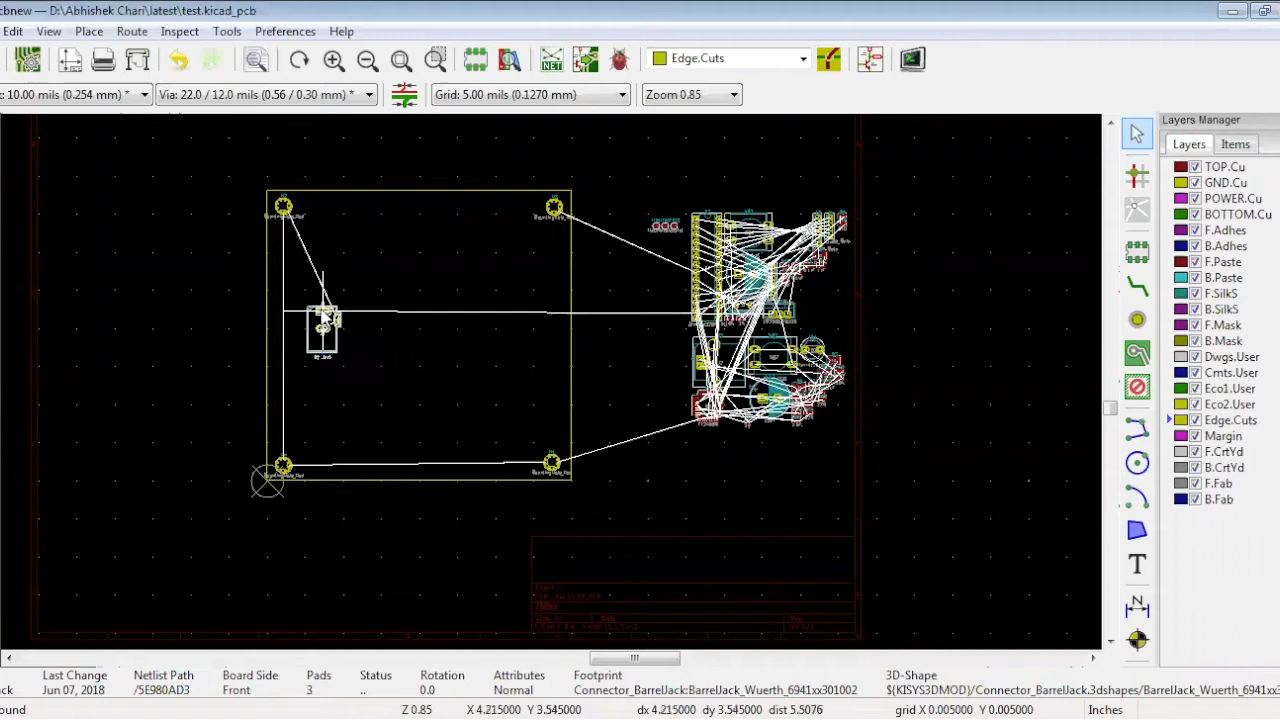 cbnew — D:\Abhishek Chari\latest\test.kicad_pcb
Edit View Place Route Inspect Tools Preferences Help
NET
Edge.Cuts
: 10.00 mils (0.254 mm) * Via: 22.0 / 12.0 mils (0.56 / 0.30 mm) * Grid: 5.00 mils (0.1270 mm) Zoom 0.85
Layers Manager
Layers Items
TOP.Cu
GND.Cu
POWER.Cu
BOTTOM.Cu
F.Adhes
B.Adhes
F.Paste
B.Paste
F.SilkS
B.SilkS
F.Mask
B.Mask
Dwgs.User
Cmts.User
Eco1.User
Eco2.User
Edge.Cuts
Margin
F.CrtYd
B.CrtYd
F.Fab
B.Fab
T
N
Last Change Netlist Path Board Side Pads Status Rotation Attributes Footprint 3D-Shape
ack Jun 07, 2018 /5E980AD3 Front 3 .. 0.0 Normal Connector_BarrelJack:BarrelJack_Wuerth_6941xx301002 ${KISYS3DMOD}/Connector_BarrelJack.3dshapes/BarrelJack_Wuerth_6941xx3
ound Z 0.85 X 4.215000 Y 3.545000 dx 4.215000 dy 3.545000 dist 5.5076 grid X 0.005000 Y 0.005000 Inches